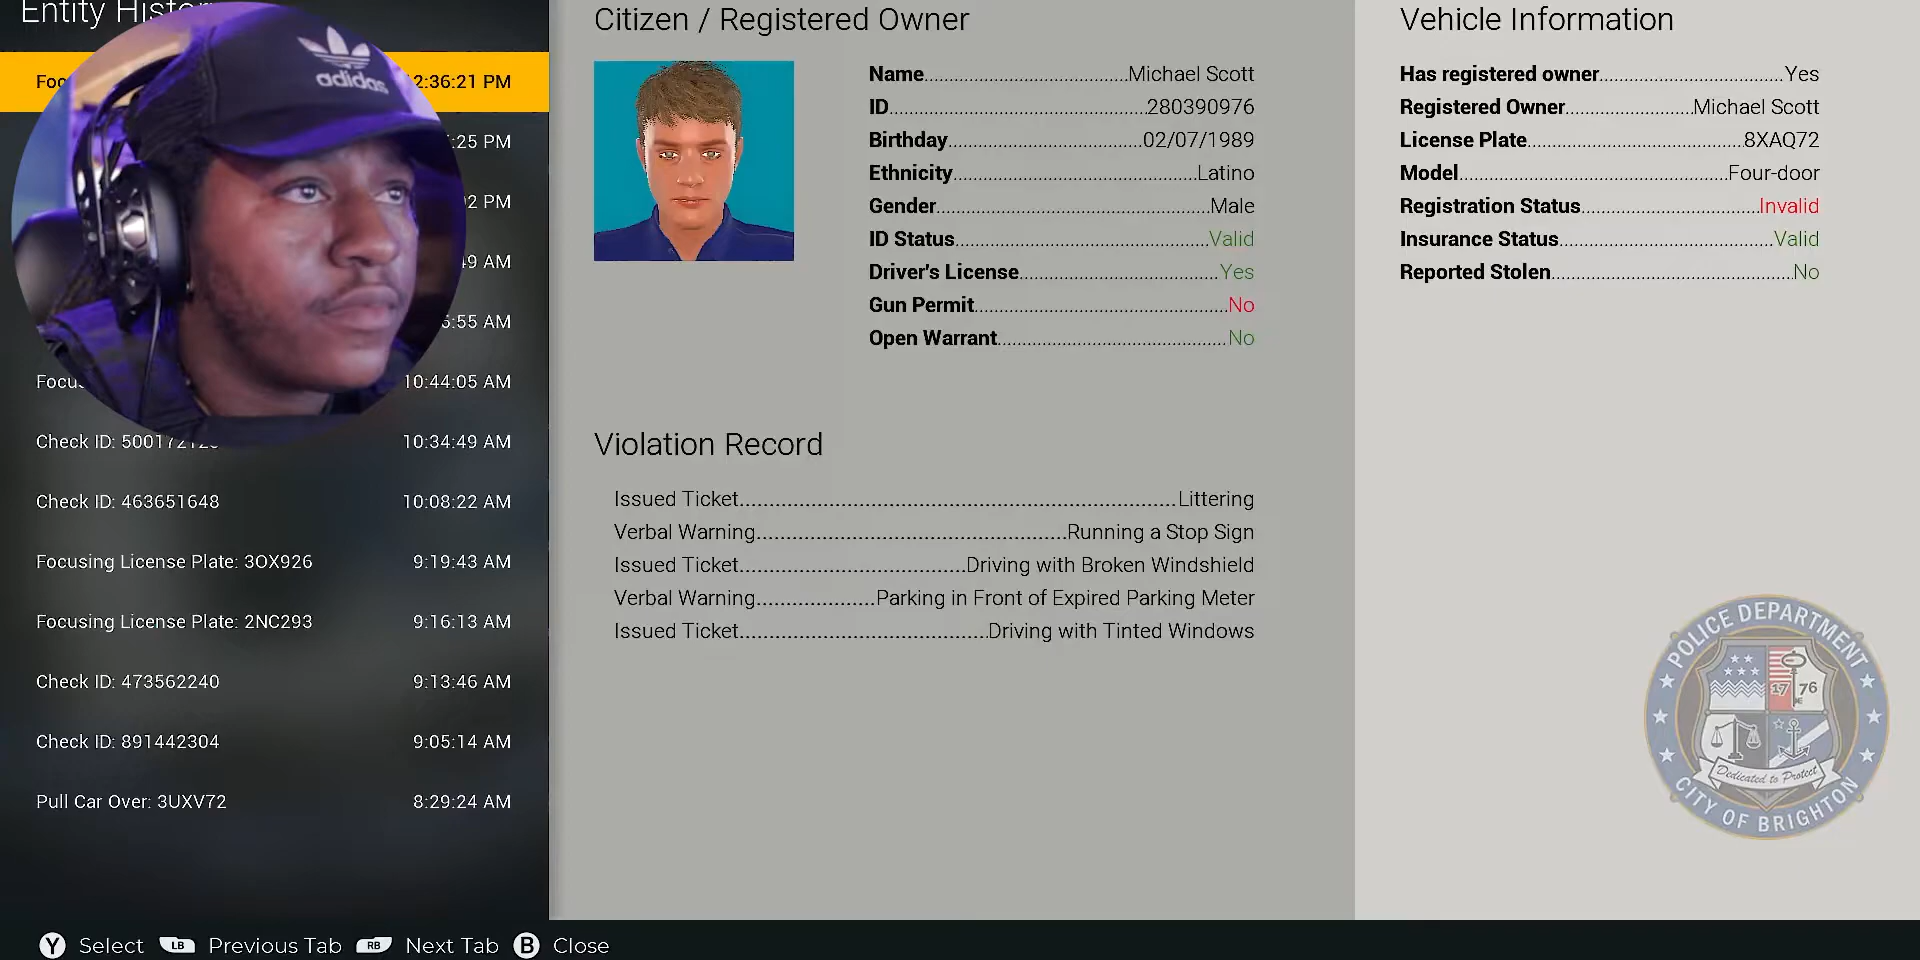 Entity History
2:36:21 PM
:25 PM
2 PM
9 AM
5:55 AM
10:44:05 AM
Check ID: 10:34:49 AM
Check ID: 463651648 10:08:22 AM
Focusing License Plate: 3OX926 9:19:43 AM
Focusing License Plate: 2NC293 9:16:13 AM
Check ID: 473562240 9:13:46 AM
Check ID: 891442304 9:05:14 AM
Pull Car Over: 3UXV72 8:29:24 AM
adidas
Citizen / Registered Owner
Name Michael Scott
ID 280390976
Birthday 02/07/1989
Ethnicity Latino
Gender Male
ID Status Valid
Driver's License Yes
Gun Permit No
Open Warrant No
Violation Record
Issued Ticket Littering
Verbal Warning Running a Stop Sign
Issued Ticket Driving with Broken Windshield
Verbal Warning Parking in Front of Expired Parking Meter
Issued Ticket Driving with Tinted Windows
Vehicle Information
Has registered owner Yes
Registered Owner Michael Scott
License Plate 8XAQ72
Model Four-door
Registration Status Invalid
Insurance Status Valid
Reported Stolen No
POLICE DEPARTMENT
1776
Dedicated to Protect
CITY OF BRIGHTON
Y Select LB Previous Tab RB Next Tab B Close